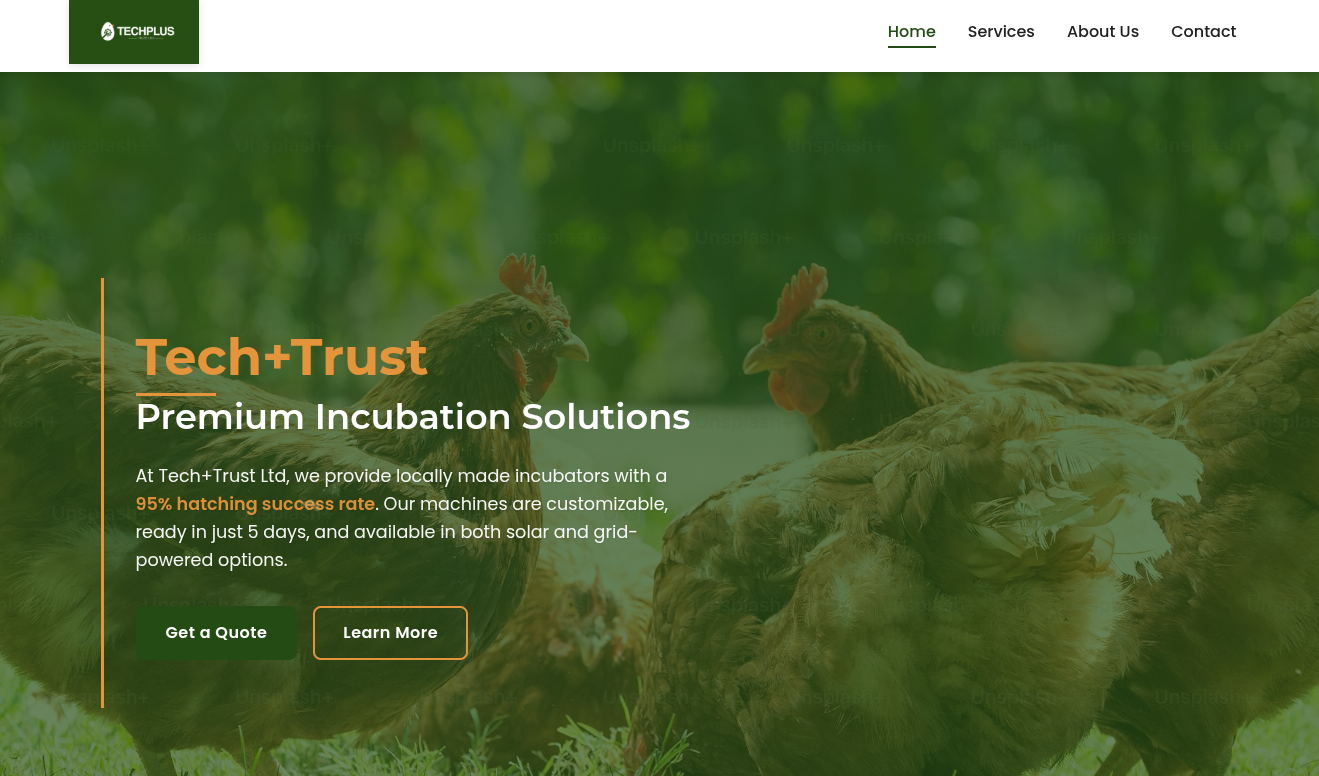 TECHPLUS
Home
Services
About Us
Contact
Unsplash+ Unsplash+ Unsplash+ Unsplash+ Unsplash+ Unsplash+
Tech+Trust
Premium Incubation Solutions
At Tech+Trust Ltd, we provide locally made incubators with a
95% hatching success rate. Our machines are customizable,
ready in just 5 days, and available in both solar and grid-
powered options.
Get a Quote
Learn More